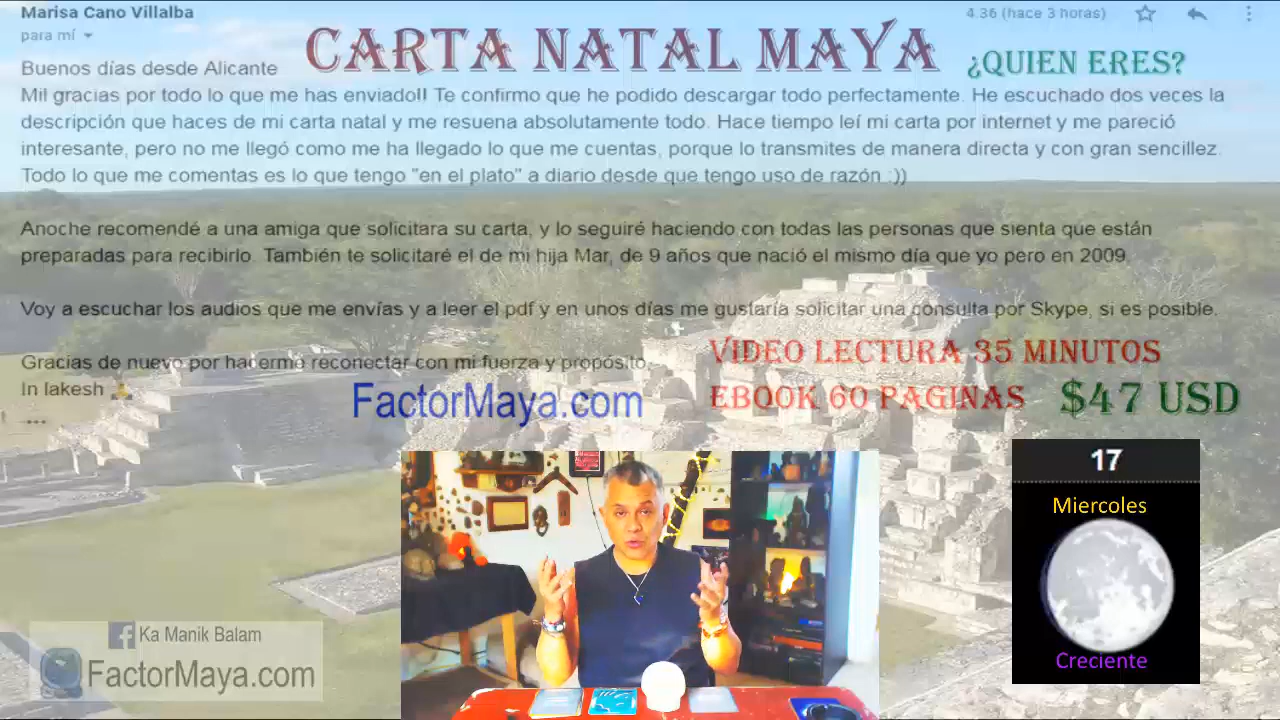 Marisa Cano Villalba
4:36 (hace 3 horas)
para mí
CARTA NATAL MAYA
¿QUIEN ERES?
Buenos días desde Alicante
Mil gracias por todo lo que me has enviado!! Te confirmo que he podido descargar todo perfectamente. He escuchado dos veces la
descripción que haces de mi carta natal y me resuena absolutamente todo. Hace tiempo leí mi carta por internet y me pareció
interesante, pero no me llegó como me ha llegado lo que me cuentas, porque lo transmites de manera directa y con gran sencillez.
Todo lo que me comentas es lo que tengo "en el plato" a diario desde que tengo uso de razón :))
Anoche recomendé a una amiga que solicitara su carta, y lo seguiré haciendo con todas las personas que sienta que están
preparadas para recibirlo. También te solicitaré el de mi hija Mar, de 9 años que nació el mismo día que yo pero en 2009.
Voy a escuchar los audios que me envías y a leer el pdf y en unos días me gustaría solicitar una consulta por Skype, si es posible.
Gracias de nuevo por hacerme reconectar con mi fuerza y propósito.
In lakesh
VIDEO LECTURA 35 MINUTOS
EBOOK 60 PAGINAS
$47 USD
FactorMaya.com
17
Miercoles
Creciente
Ka Manik Balam
FactorMaya.com